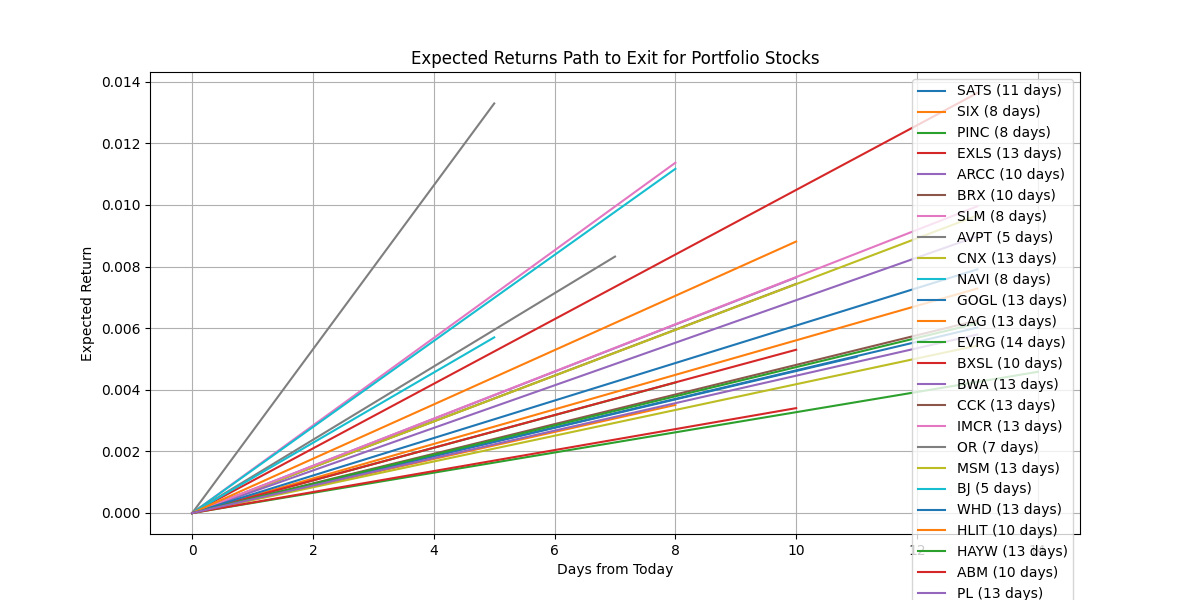 Expected Returns Path to Exit for Portfolio Stocks
Expected Return
0.014
0.012
0.010
0.008
0.006
0.004
0.002
0.000
0 2 4 6 8 10 12
Days from Today
SATS (11 days)
SIX (8 days)
PINC (8 days)
EXLS (13 days)
ARCC (10 days)
BRX (10 days)
SLM (8 days)
AVPT (5 days)
CNX (13 days)
NAVI (8 days)
GOGL (13 days)
CAG (13 days)
EVRG (14 days)
BXSL (10 days)
BWA (13 days)
CCK (13 days)
IMCR (13 days)
OR (7 days)
MSM (13 days)
BJ (5 days)
WHD (13 days)
HLIT (10 days)
HAYW (13 days)
ABM (10 days)
PL (13 days)